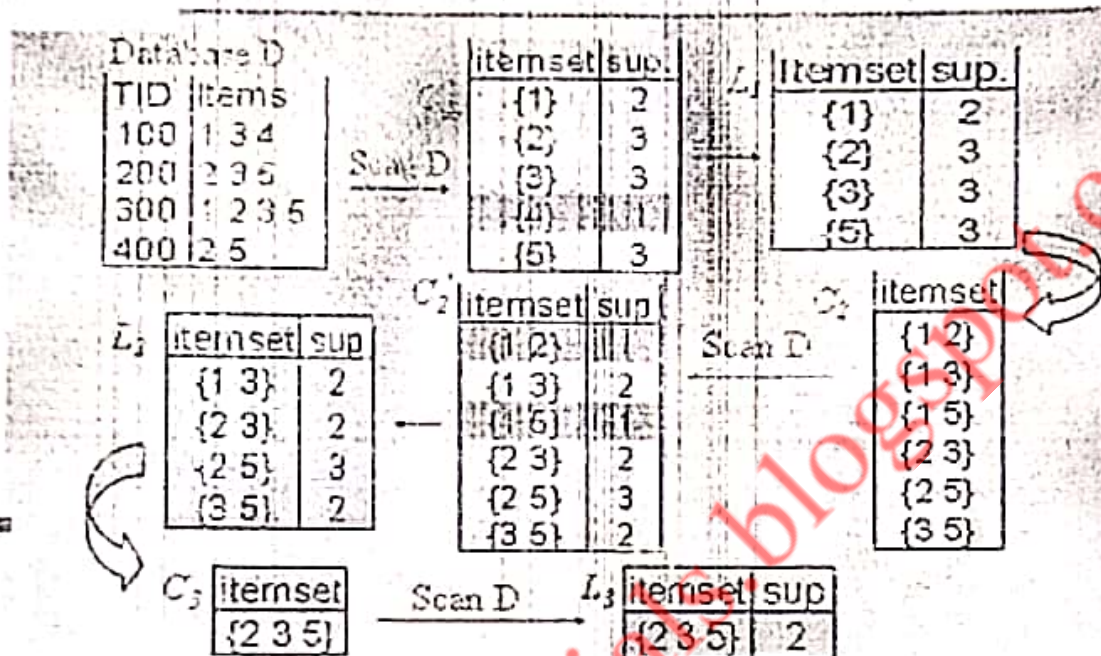 Database D
TID Items
100 1 3 4
200 2 3 5
300 1 2 3 5
400 2 5
Scan D
itemset sup.
{1} 2
{2} 3
{3} 3
{4} 1
{5} 3
L₁
Itemset sup.
{1} 2
{2} 3
{3} 3
{5} 3
C₂
itemset
{1 2}
{1 3}
{1 5}
{2 3}
{2 5}
{3 5}
Scan D
C₂
itemset sup
{1 2} 1
{1 3} 2
{1 5} 1
{2 3} 2
{2 5} 3
{3 5} 2
L₂
itemset sup
{1 3} 2
{2 3} 2
{2 5} 3
{3 5} 2
C₃
itemset
{2 3 5}
Scan D
L₃
itemset sup
{2 3 5} 2
als.blogspot.c